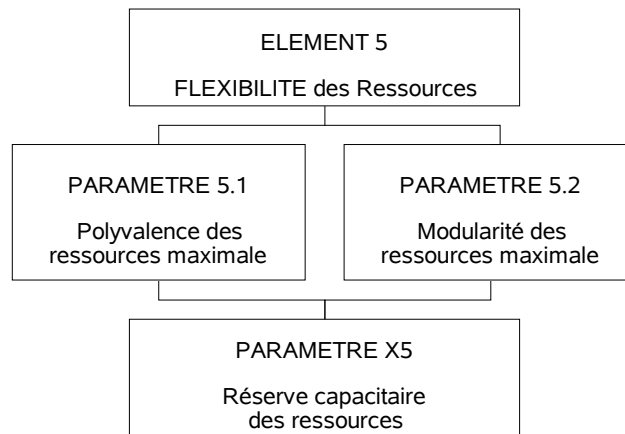 ELEMENT 5
FLEXIBILITE des Ressources
PARAMETRE 5.1
Polyvalence des
ressources maximale
PARAMETRE 5.2
Modularité des
ressources maximale
PARAMETRE X5
Réserve capacitaire
des ressources